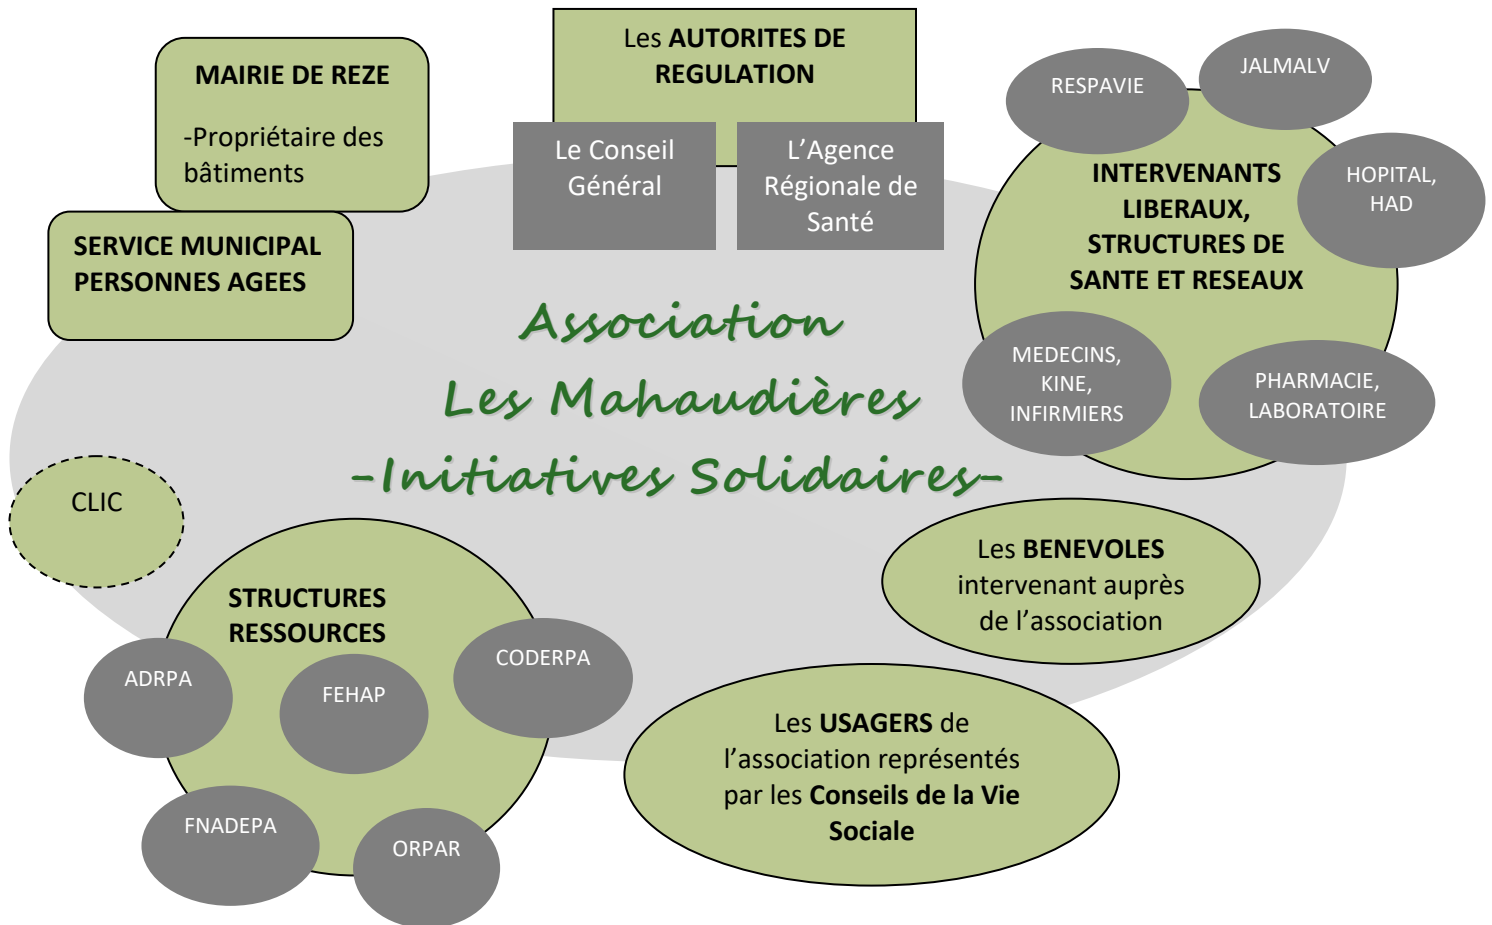 MAIRIE DE REZE
-Propriétaire des
bâtiments
SERVICE MUNICIPAL
PERSONNES AGEES
Les AUTORITES DE
REGULATION
Le Conseil
Général
L’Agence
Régionale de
Santé
RESPAVIE
JALMALV
HOPITAL,
HAD
INTERVENANTS
LIBERAUX,
STRUCTURES DE
SANTE ET RESEAUX
MEDECINS,
KINE,
INFIRMIERS
PHARMACIE,
LABORATOIRE
Association
Les Mahaudières
-Initiatives Solidaires-
CLIC
Les BENEVOLES
intervenant auprès
de l’association
STRUCTURES
RESSOURCES
ADRPA
FEHAP
CODERPA
FNADEPA
ORPAR
Les USAGERS de
l’association représentés
par les Conseils de la Vie
Sociale